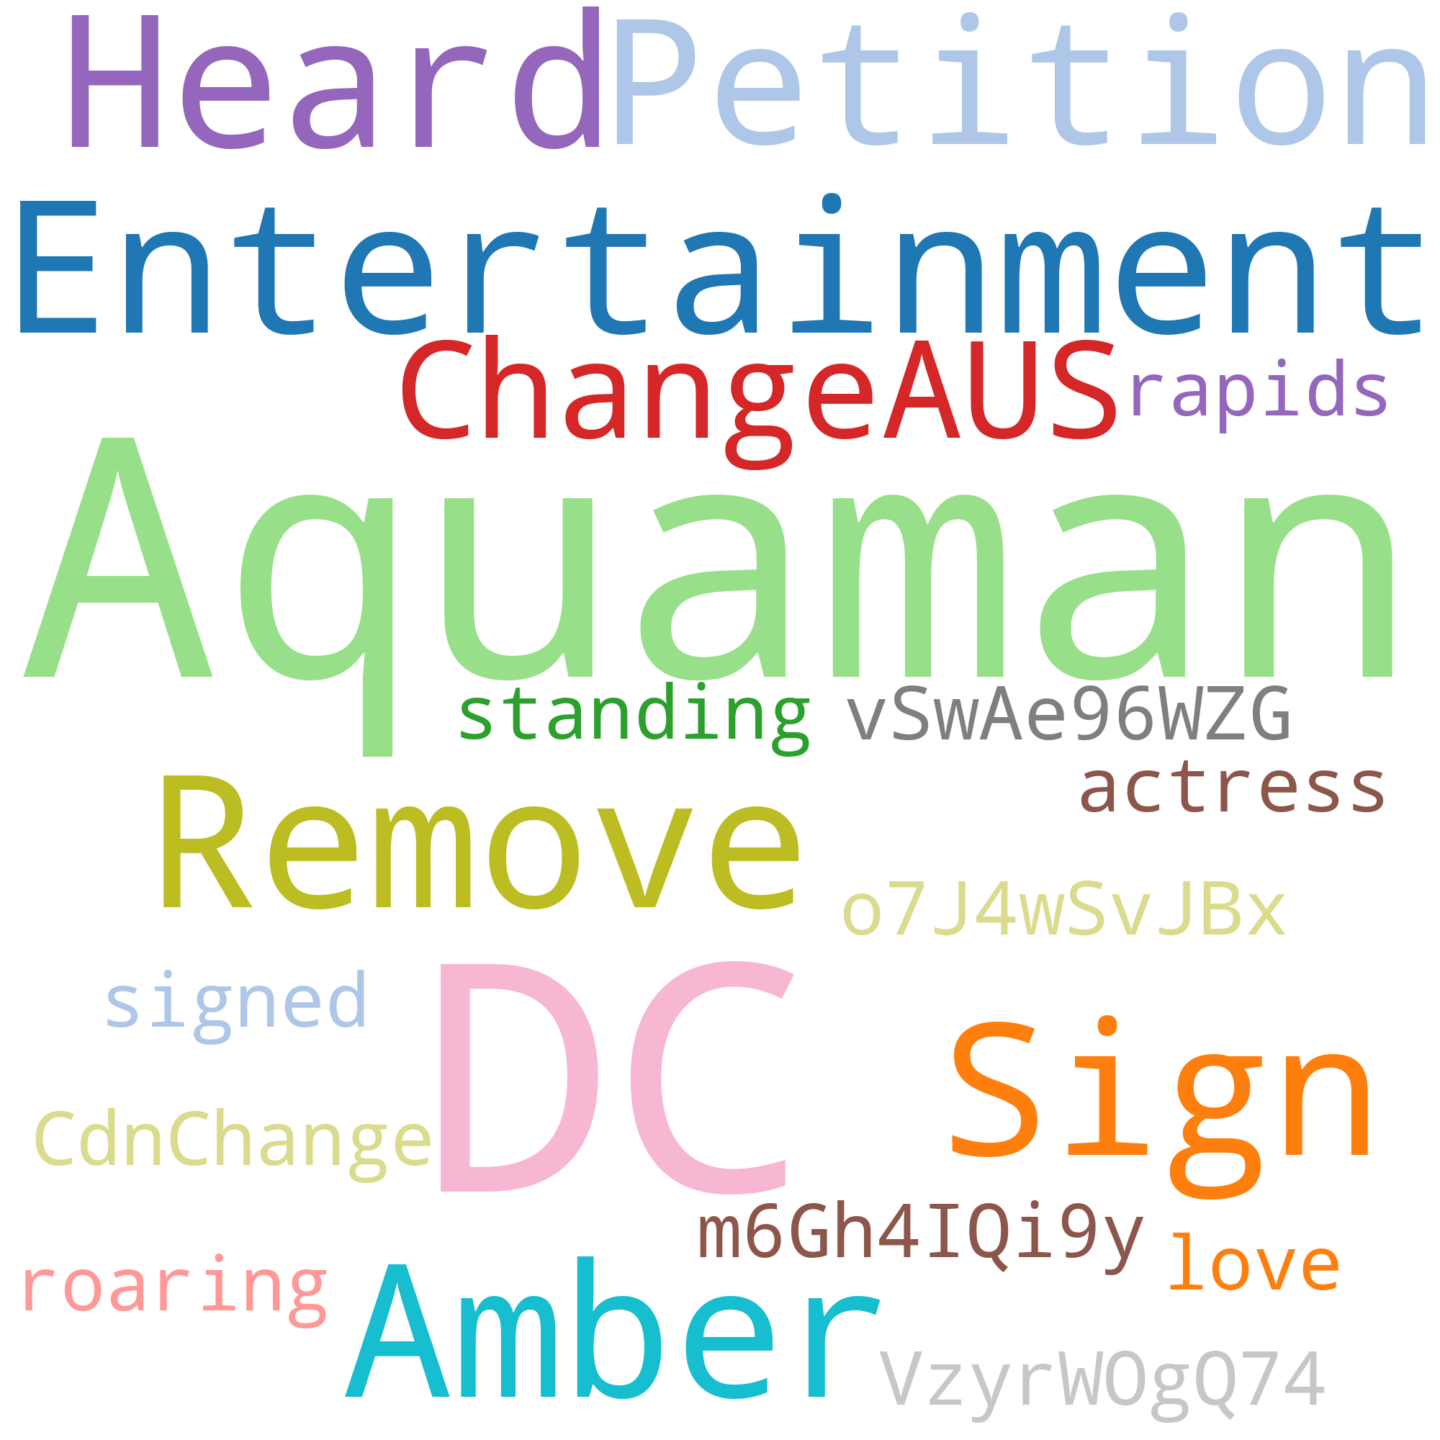 Heard Petition
Entertainment
ChangeAUS rapids
Aquaman
standing vSwAe96WZG
actress
Remove
o7J4wSvJBx
signed
DC
Sign
CdnChange
m6Gh4IQi9y
love
roaring
Amber
VzyrWOgQ74